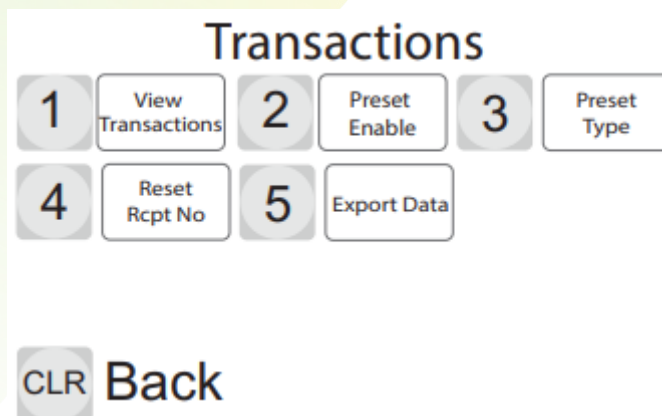 Transactions
1 View Transactions 2 Preset Enable 3 Preset Type
4 Reset Rcpt No 5 Export Data
CLR Back